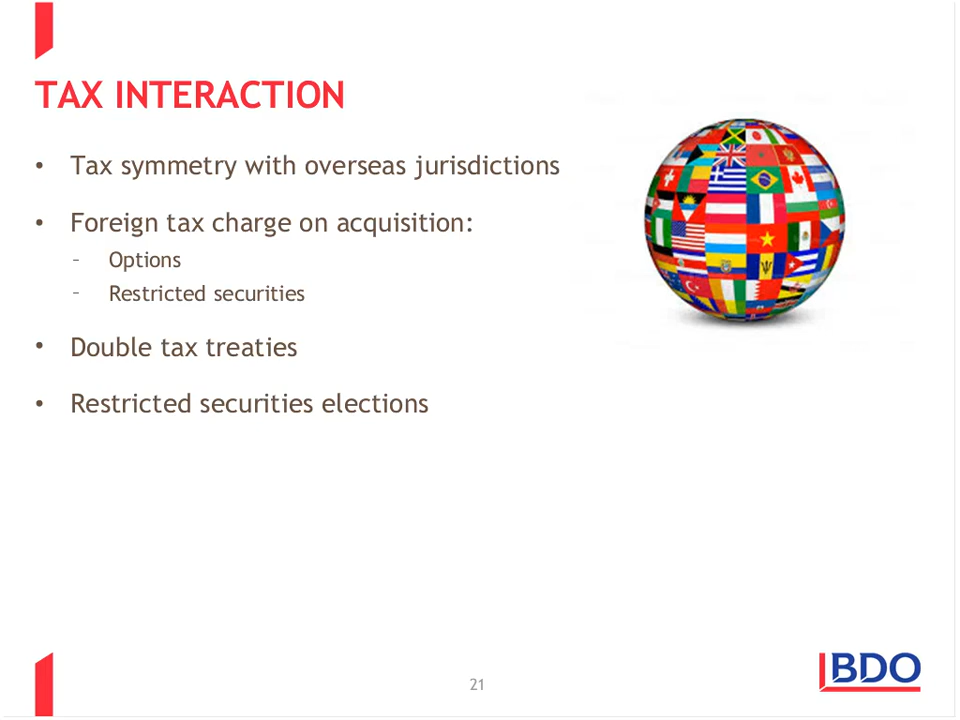 TAX INTERACTION
• Tax symmetry with overseas jurisdictions
• Foreign tax charge on acquisition:
– Options
– Restricted securities
• Double tax treaties
• Restricted securities elections
21
BDO